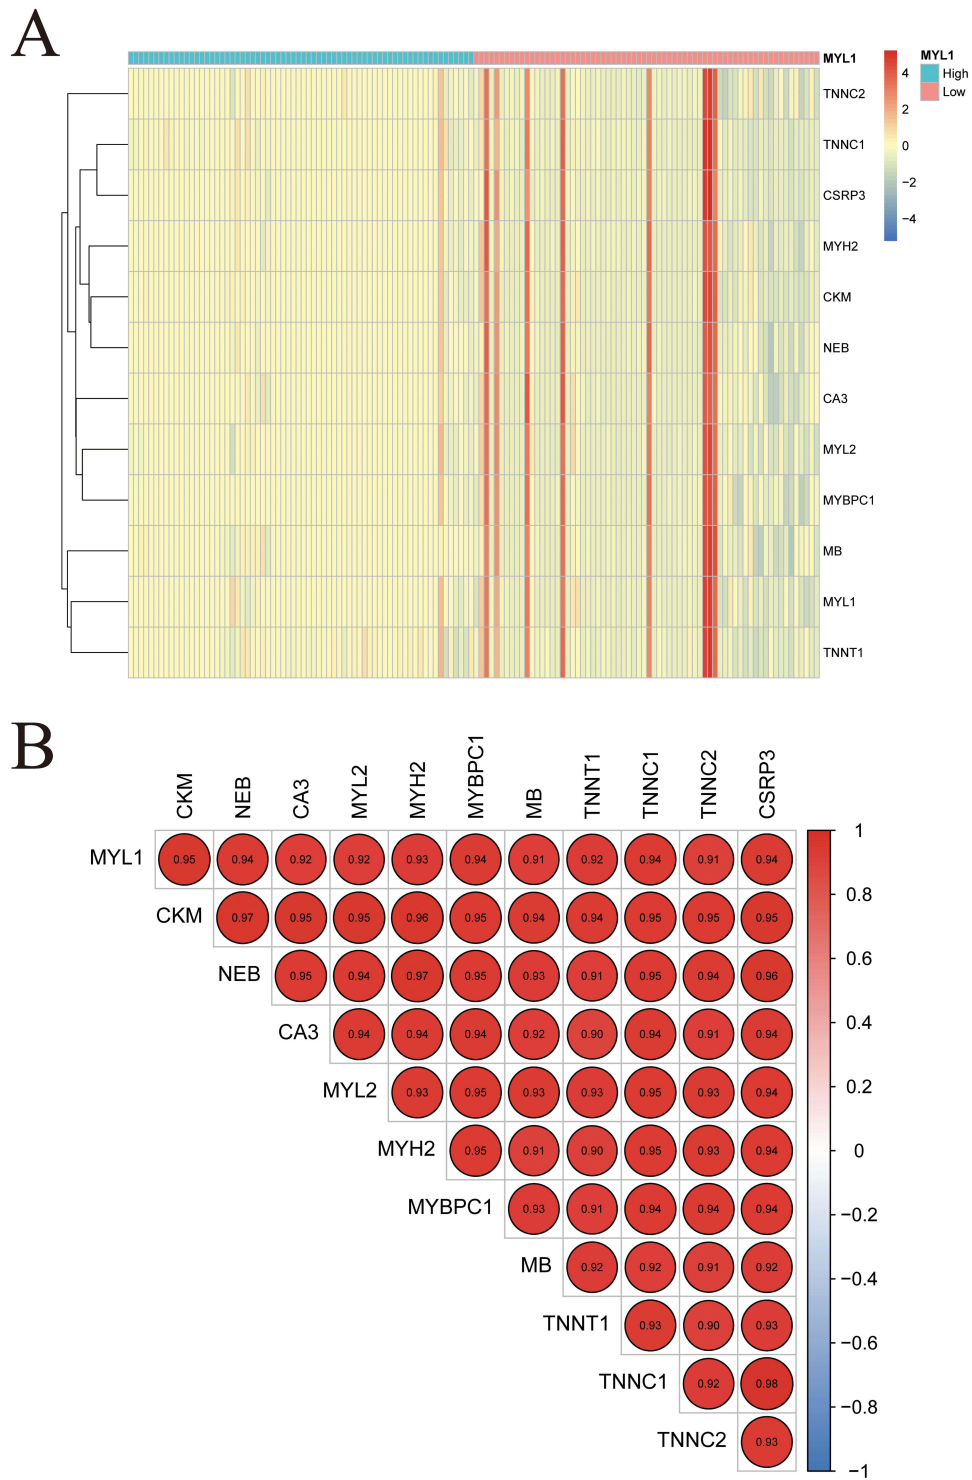 A
MYL1
TNNC2
TNNC1
CSRP3
MYH2
CKM
NEB
CA3
MYL2
MYBPC1
MB
MYL1
TNNT1
4
2
0
−2
−4
MYL1
High
Low
B
CKM NEB CA3 MYL2 MYH2 MYBPC1 MB TNNT1 TNNC1 TNNC2 CSRP3
MYL1 0.95 0.94 0.92 0.92 0.93 0.94 0.91 0.92 0.94 0.91 0.94
CKM 0.97 0.95 0.95 0.96 0.95 0.94 0.94 0.95 0.95 0.95
NEB 0.95 0.94 0.97 0.95 0.93 0.91 0.95 0.94 0.96
CA3 0.94 0.94 0.94 0.92 0.90 0.94 0.91 0.94
MYL2 0.93 0.95 0.93 0.93 0.95 0.93 0.94
MYH2 0.95 0.91 0.90 0.95 0.93 0.94
MYBPC1 0.93 0.91 0.94 0.94 0.94
MB 0.92 0.92 0.91 0.92
TNNT1 0.93 0.90 0.93
TNNC1 0.92 0.98
TNNC2 0.93
1
0.8
0.6
0.4
0.2
0
−0.2
−0.4
−0.6
−0.8
−1